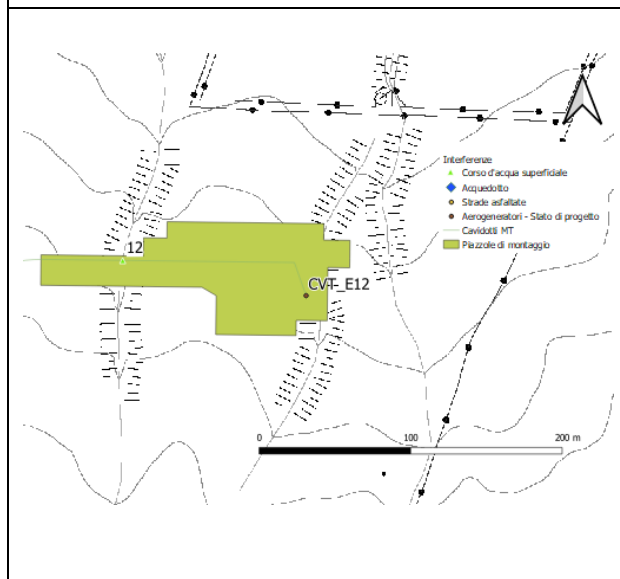 Interferenze
Corso d'acqua superficiale
Acquedotto
Strade asfaltate
Aerogeneratori - Stato di progetto
Cavidotti MT
Piazzole di montaggio
12
CVT_E12
0 100 200 m